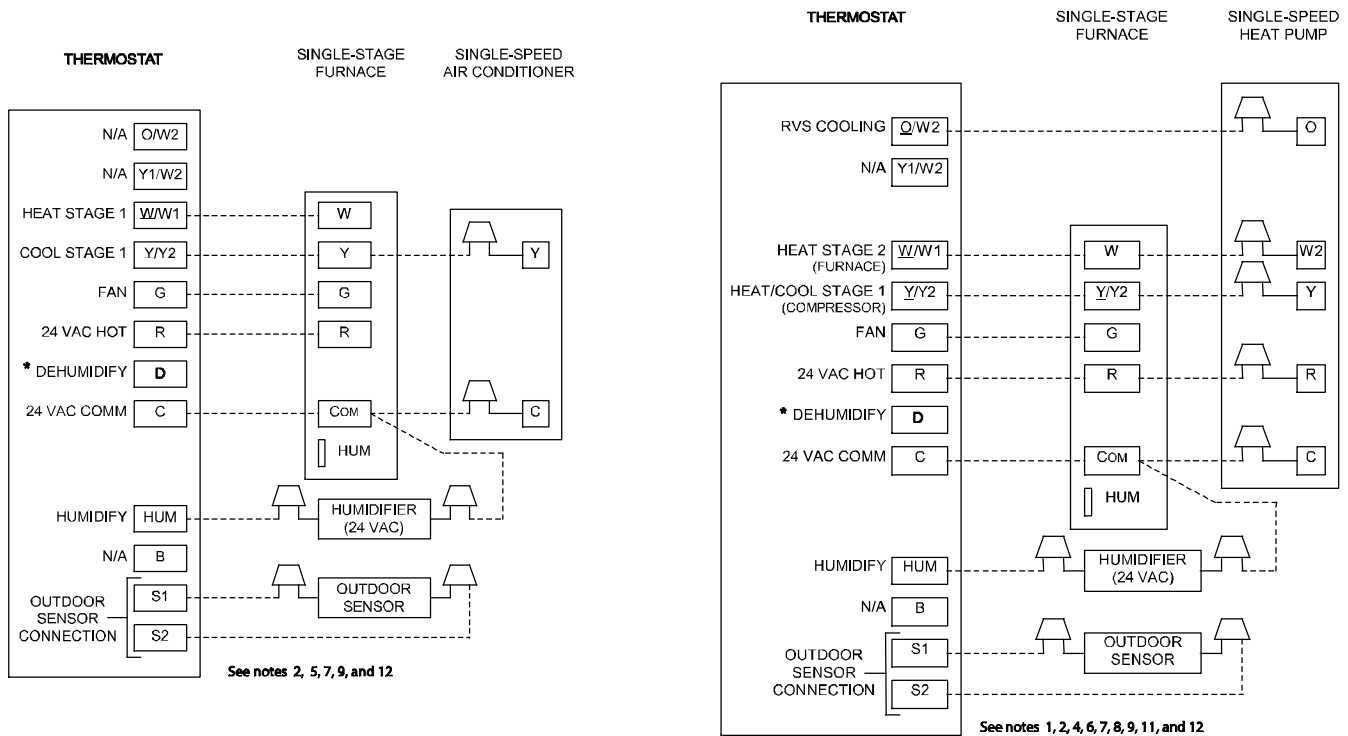 THERMOSTAT
SINGLE-STAGE
FURNACE
SINGLE-SPEED
AIR CONDITIONER
N/A O/W2
N/A Y1/W2
HEAT STAGE 1 W/W1 W
COOL STAGE 1 Y/Y2 Y Y
FAN G G
24 VAC HOT R R
* DEHUMIDIFY D
24 VAC COMM C COM C
HUM
HUMIDIFY HUM HUMIDIFIER
(24 VAC)
N/A B
S1 OUTDOOR
SENSOR
OUTDOOR
SENSOR
CONNECTION
S2
See notes 2, 5, 7, 9, and 12
THERMOSTAT
SINGLE-STAGE
FURNACE
SINGLE-SPEED
HEAT PUMP
RVS COOLING O/W2 O
N/A Y1/W2
HEAT STAGE 2 W/W1 W W2
(FURNACE)
HEAT/COOL STAGE 1 Y/Y2 Y/Y2 Y
(COMPRESSOR)
FAN G G
24 VAC HOT R R R
* DEHUMIDIFY D
24 VAC COMM C COM C
HUM
HUMIDIFY HUM HUMIDIFIER
(24 VAC)
N/A B
S1 OUTDOOR
SENSOR
OUTDOOR
SENSOR
CONNECTION
S2
See notes 1, 2, 4, 6, 7, 8, 9, 11, and 12